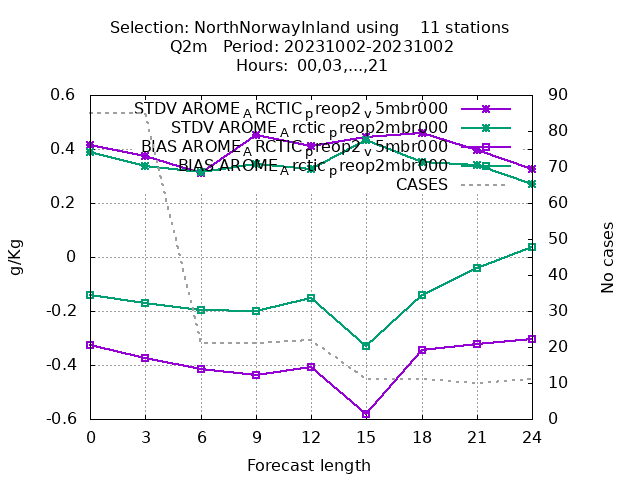 Selection: NorthNorwayInland using 11 stations
Q2m Period: 20231002-20231002
Hours: 00,03,...,21
STDV AROME_ARCTIC_preop2_v5mbr000
STDV AROME_Arctic_preop2mbr000
BIAS AROME_ARCTIC_preop2_v5mbr000
BIAS AROME_Arctic_preop2mbr000
CASES
0.6
0.4
0.2
0
-0.2
-0.4
-0.6
g/Kg
90
80
70
60
50
40
30
20
10
0
No cases
0 3 6 9 12 15 18 21 24
Forecast length